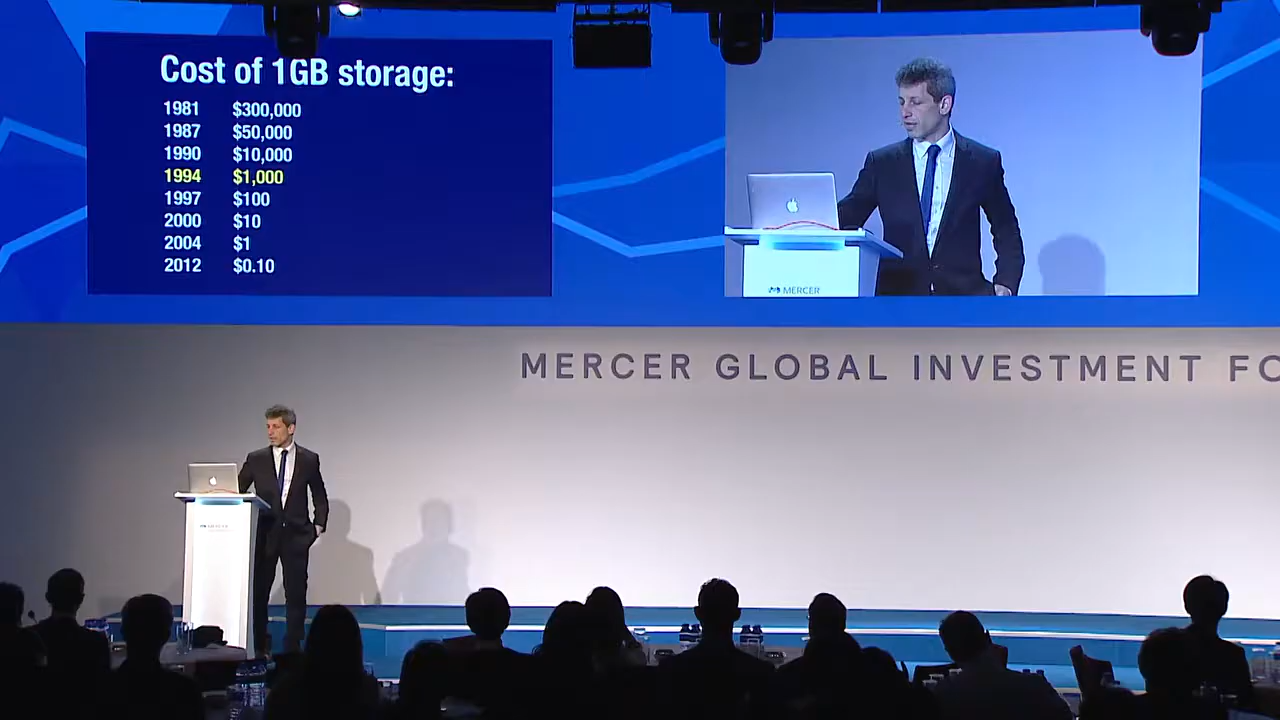 Cost of 1GB storage:
1981 $300,000
1987 $50,000
1990 $10,000
1994 $1,000
1997 $100
2000 $10
2004 $1
2012 $0.10
MERCER
MERCER GLOBAL INVESTMENT FO
MERCER